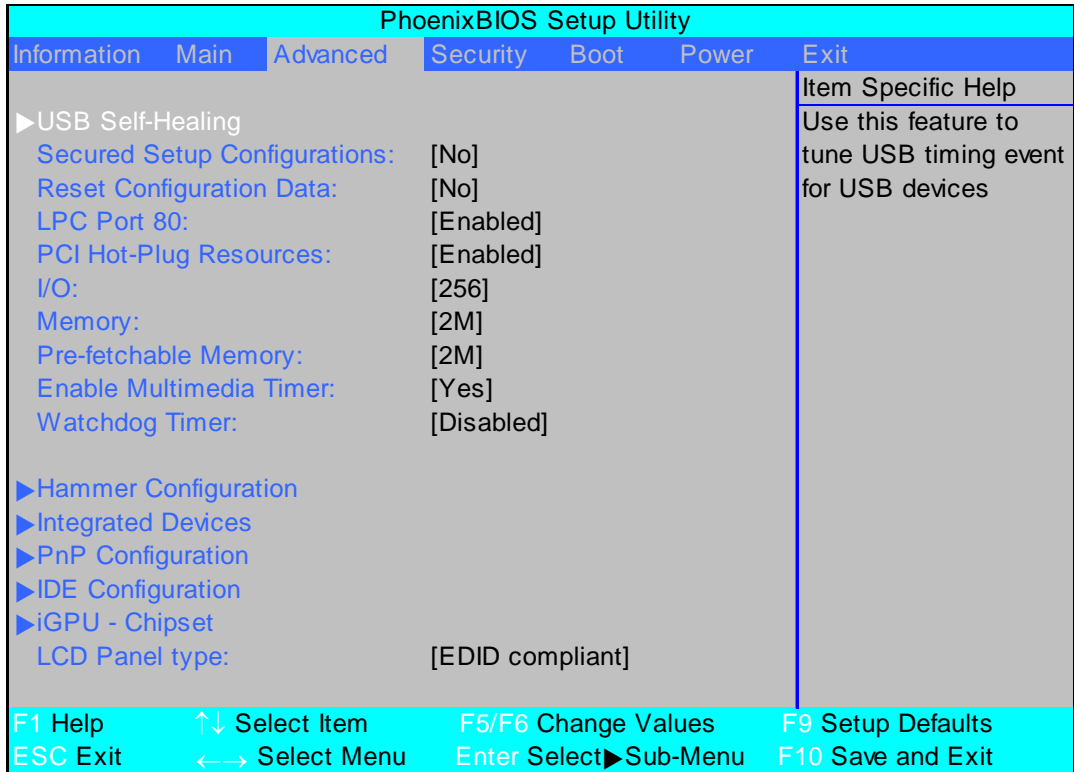 PhoenixBIOS Setup Utility
Information Main Advanced Security Boot Power Exit
Item Specific Help
Use this feature to
tune USB timing event
for USB devices
▶USB Self-Healing
Secured Setup Configurations: [No]
Reset Configuration Data: [No]
LPC Port 80: [Enabled]
PCI Hot-Plug Resources: [Enabled]
I/O: [256]
Memory: [2M]
Pre-fetchable Memory: [2M]
Enable Multimedia Timer: [Yes]
Watchdog Timer: [Disabled]
▶Hammer Configuration
▶Integrated Devices
▶PnP Configuration
▶IDE Configuration
▶iGPU - Chipset
LCD Panel type: [EDID compliant]
F1 Help ↑↓ Select Item F5/F6 Change Values F9 Setup Defaults
ESC Exit ←→ Select Menu Enter Select▶Sub-Menu F10 Save and Exit